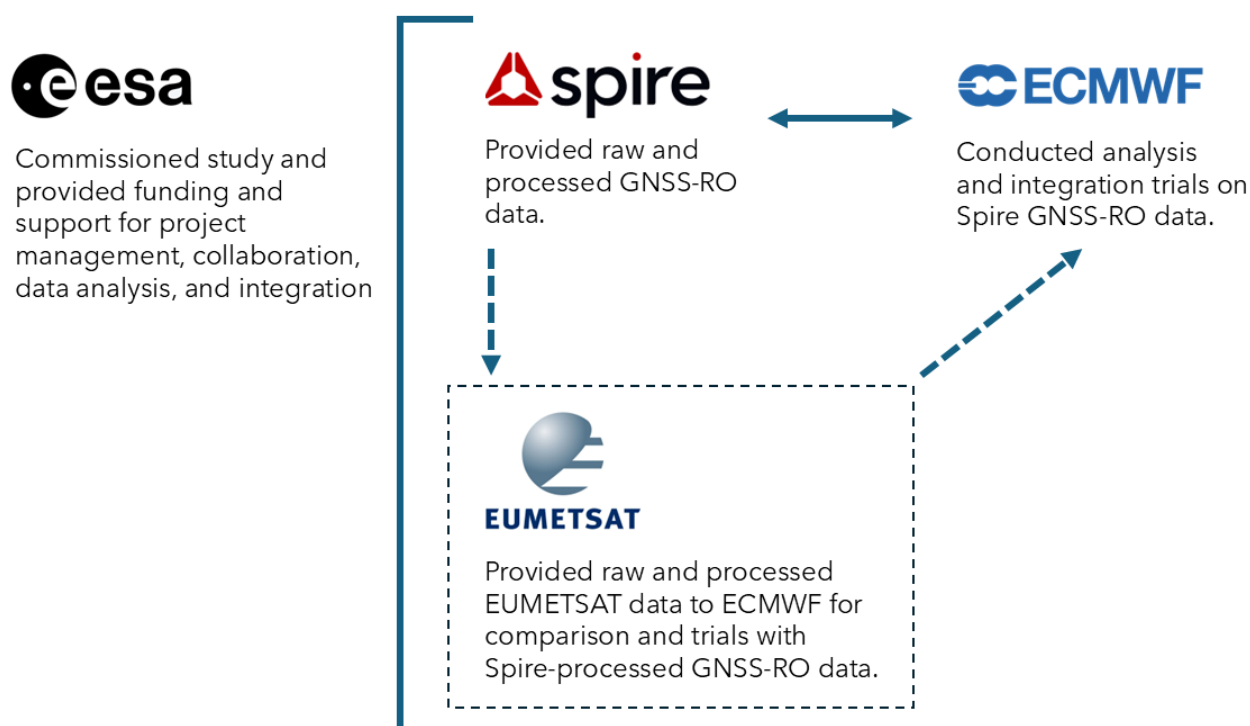 esa
Commissioned study and
provided funding and
support for project
management, collaboration,
data analysis, and integration
spire
Provided raw and
processed GNSS-RO
data.
ECMWF
Conducted analysis
and integration trials on
Spire GNSS-RO data.
EUMETSAT
Provided raw and processed
EUMETSAT data to ECMWF for
comparison and trials with
Spire-processed GNSS-RO data.